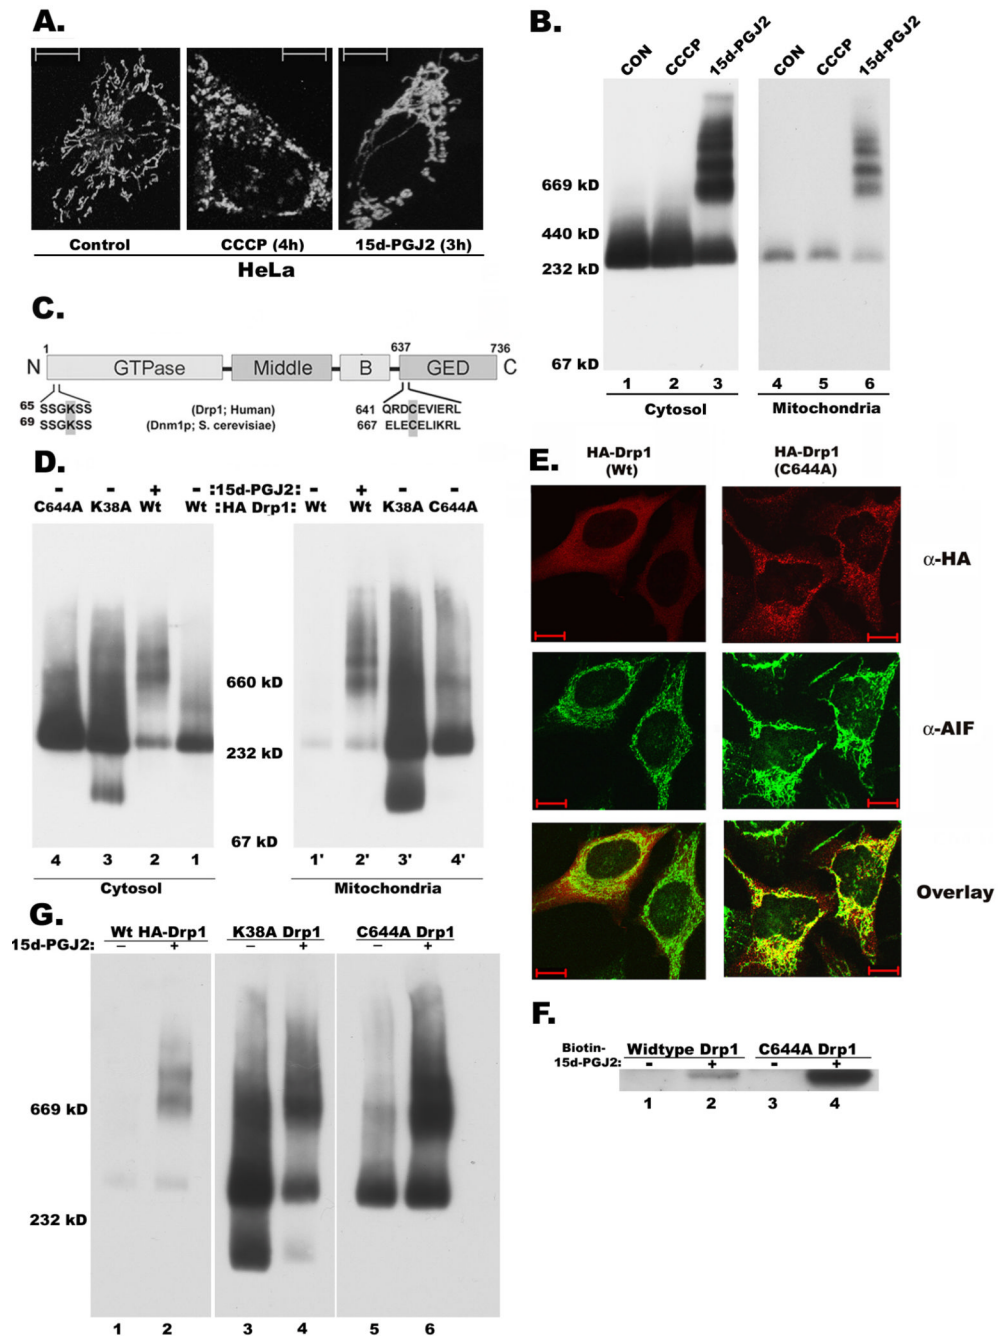 A.
Control
CCCP (4h)
15d-PGJ2 (3h)
HeLa
B.
CON
CCCP
15d-PGJ2
CON
CCCP
15d-PGJ2
669 kD
440 kD
232 kD
67 kD
1 2 3 4 5 6
Cytosol Mitochondria
C.
1 637 736
N GTPase Middle B GED C
65 SSGKSS (Drp1; Human) 641 QRDCEVIERL
69 SSGKSS (Dnm1p; S. cerevisiae) 667 ELECELIKRL
D.
- - + - :15d-PGJ2: - + - -
C644A K38A Wt Wt :HA Drp1: Wt Wt K38A C644A
660 kD
232 kD
67 kD
4 3 2 1 1' 2' 3' 4'
Cytosol Mitochondria
E.
HA-Drp1 (Wt)
HA-Drp1 (C644A)
α-HA
α-AIF
Overlay
F.
Biotin-15d-PGJ2:
Widtype Drp1 C644A Drp1
- + - +
1 2 3 4
G.
Wt HA-Drp1 K38A Drp1 C644A Drp1
15d-PGJ2: - + - + - +
669 kD
232 kD
1 2 3 4 5 6